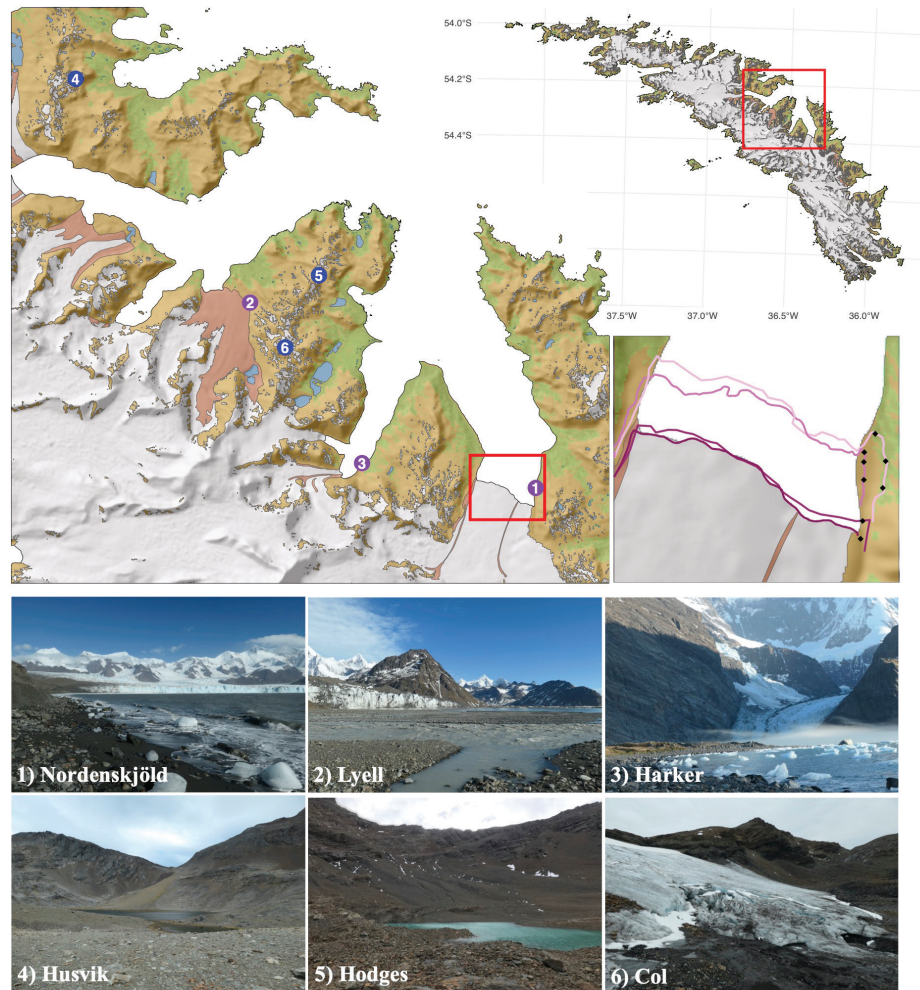 54.0°S
54.2°S
54.4°S
37.5°W
37.0°W
36.5°W
36.0°W
4
5
2
6
3
1
1) Nordenskjöld
2) Lyell
3) Harker
4) Husvik
5) Hodges
6) Col